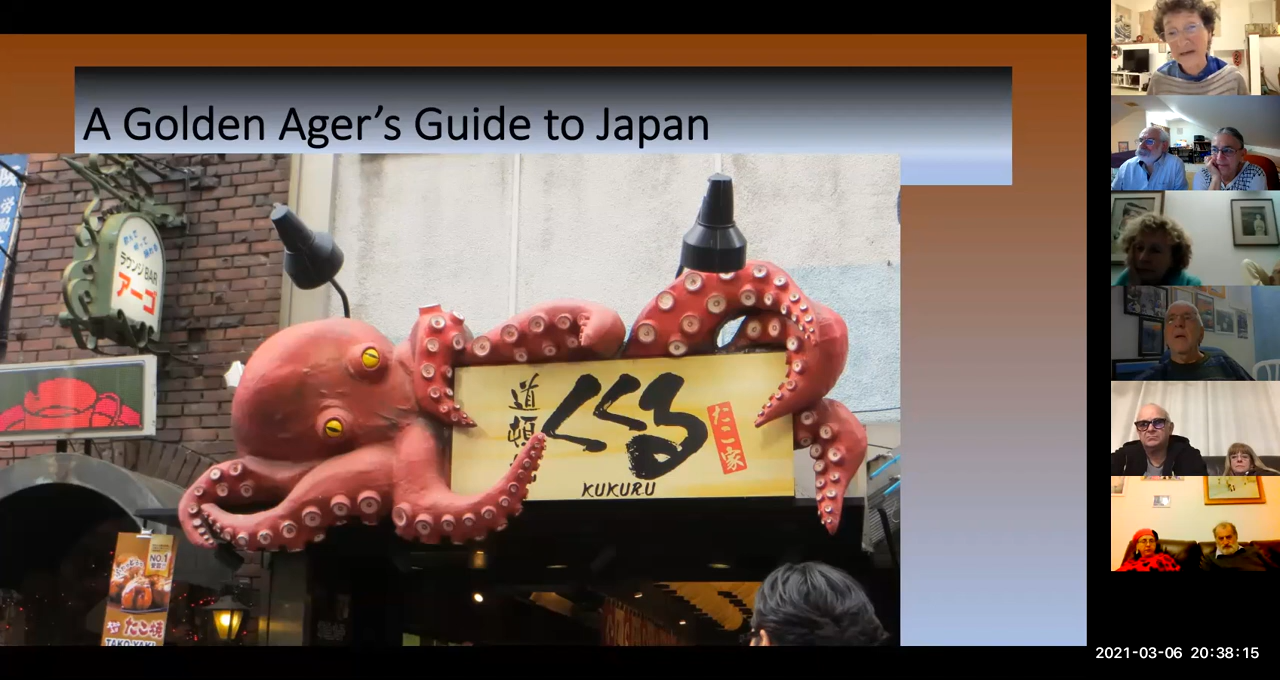 A Golden Ager's Guide to Japan
ラウンジBAR
アーゴ
道
頓
くくる
たこ家
KUKURU
NO.1
たこ焼
TAKOYAKI
2021-03-06 20:38:15